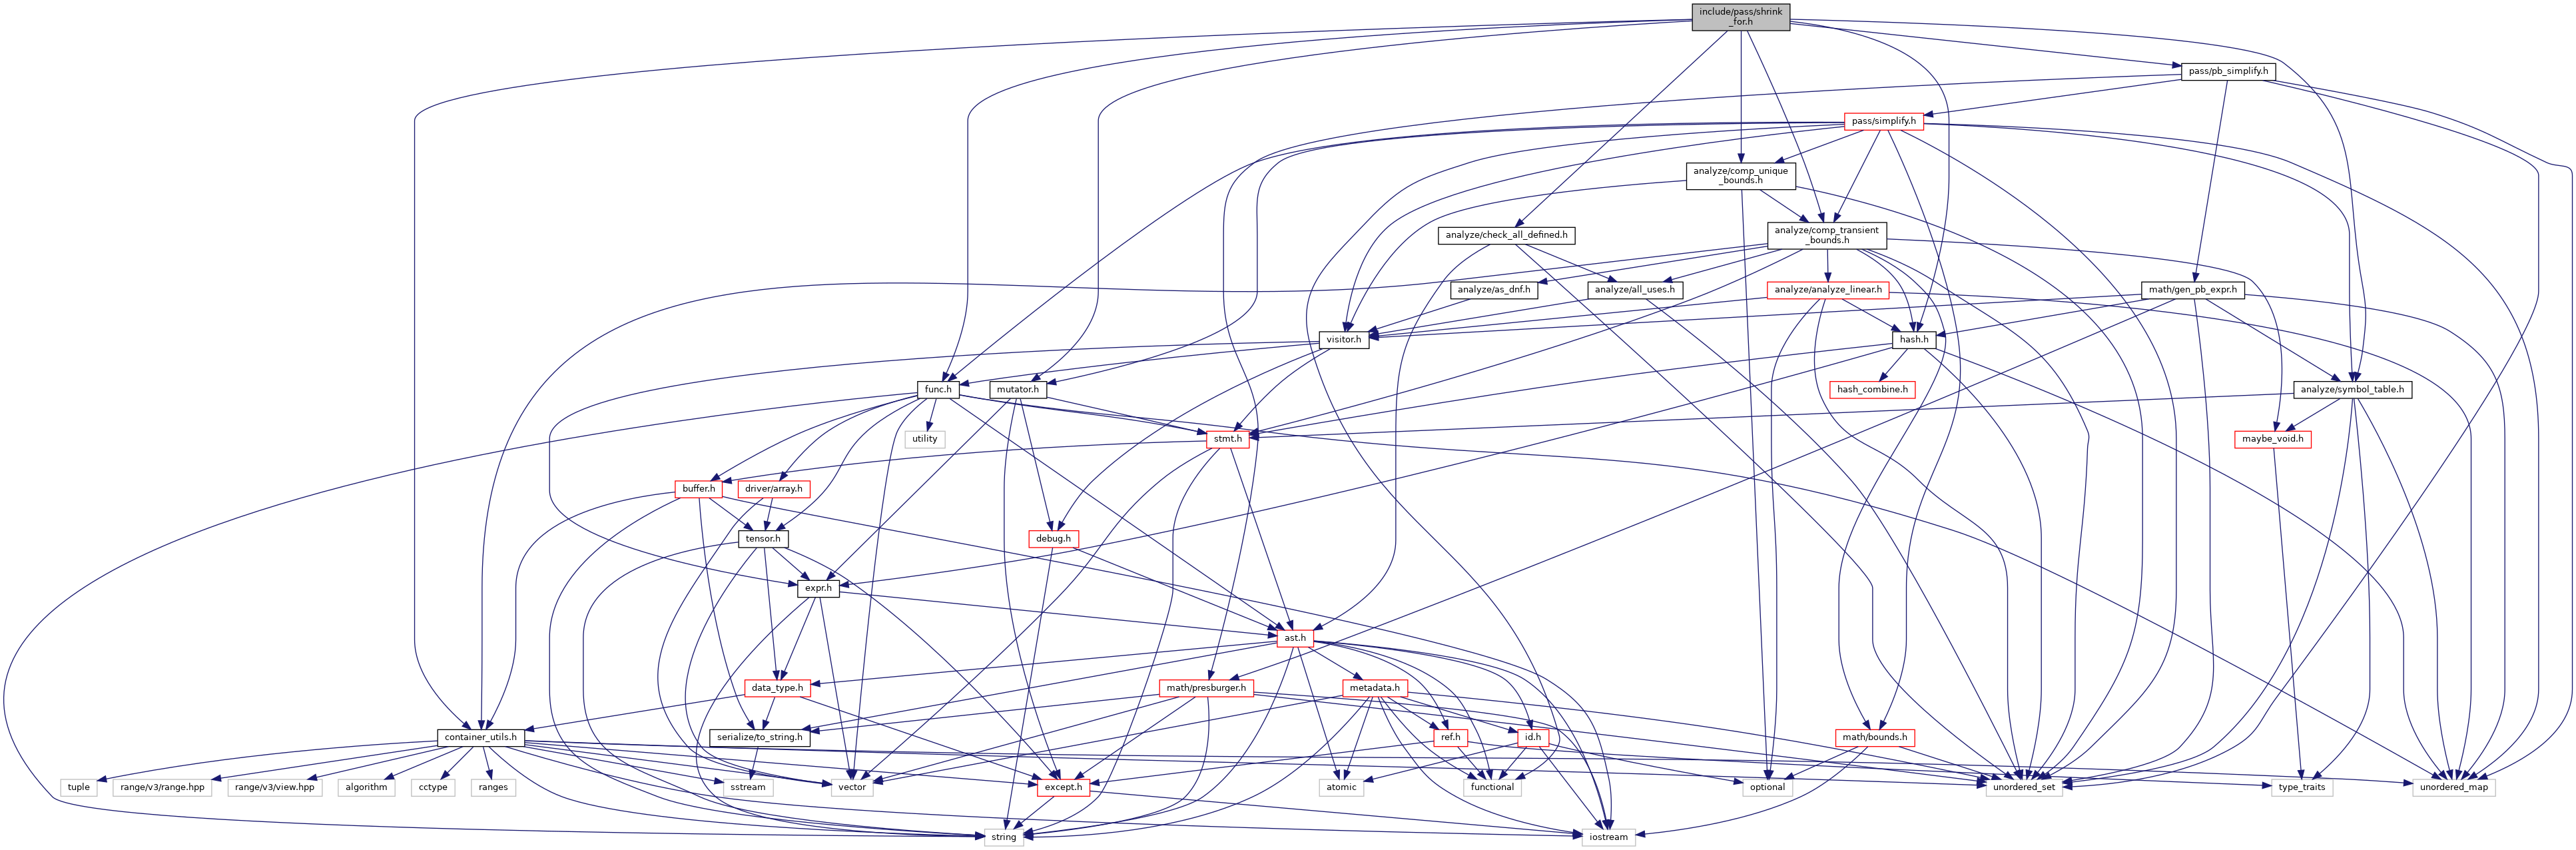 include/pass/shrink
_for.h
pass/pb_simplify.h
pass/simplify.h
analyze/comp_unique
_bounds.h
analyze/check_all_defined.h
analyze/comp_transient
_bounds.h
analyze/as_dnf.h
analyze/all_uses.h
analyze/analyze_linear.h
math/gen_pb_expr.h
visitor.h
hash.h
func.h
mutator.h
hash_combine.h
analyze/symbol_table.h
utility
stmt.h
maybe_void.h
buffer.h
driver/array.h
tensor.h
debug.h
expr.h
ast.h
data_type.h
math/presburger.h
metadata.h
container_utils.h
serialize/to_string.h
ref.h
id.h
math/bounds.h
tuple
range/v3/range.hpp
range/v3/view.hpp
algorithm
cctype
ranges
sstream
vector
except.h
atomic
functional
optional
unordered_set
type_traits
unordered_map
string
iostream